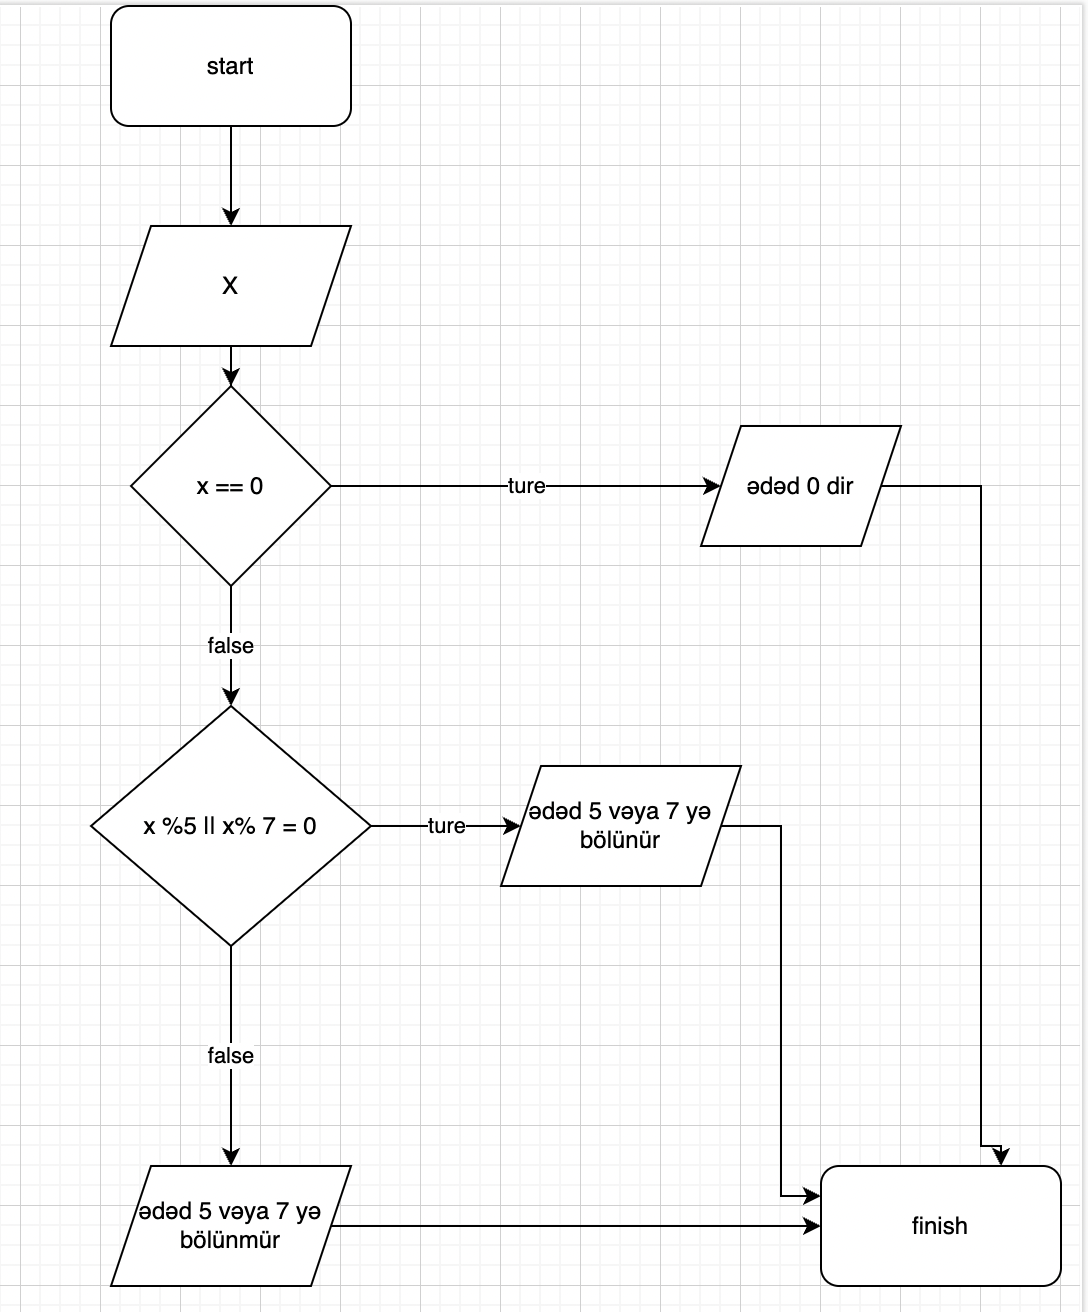 start
X
x == 0
ture
ədəd 0 dir
false
x %5 || x% 7 = 0
ture
ədəd 5 vəya 7 yə
bölünür
false
ədəd 5 vəya 7 yə
bölünmür
finish